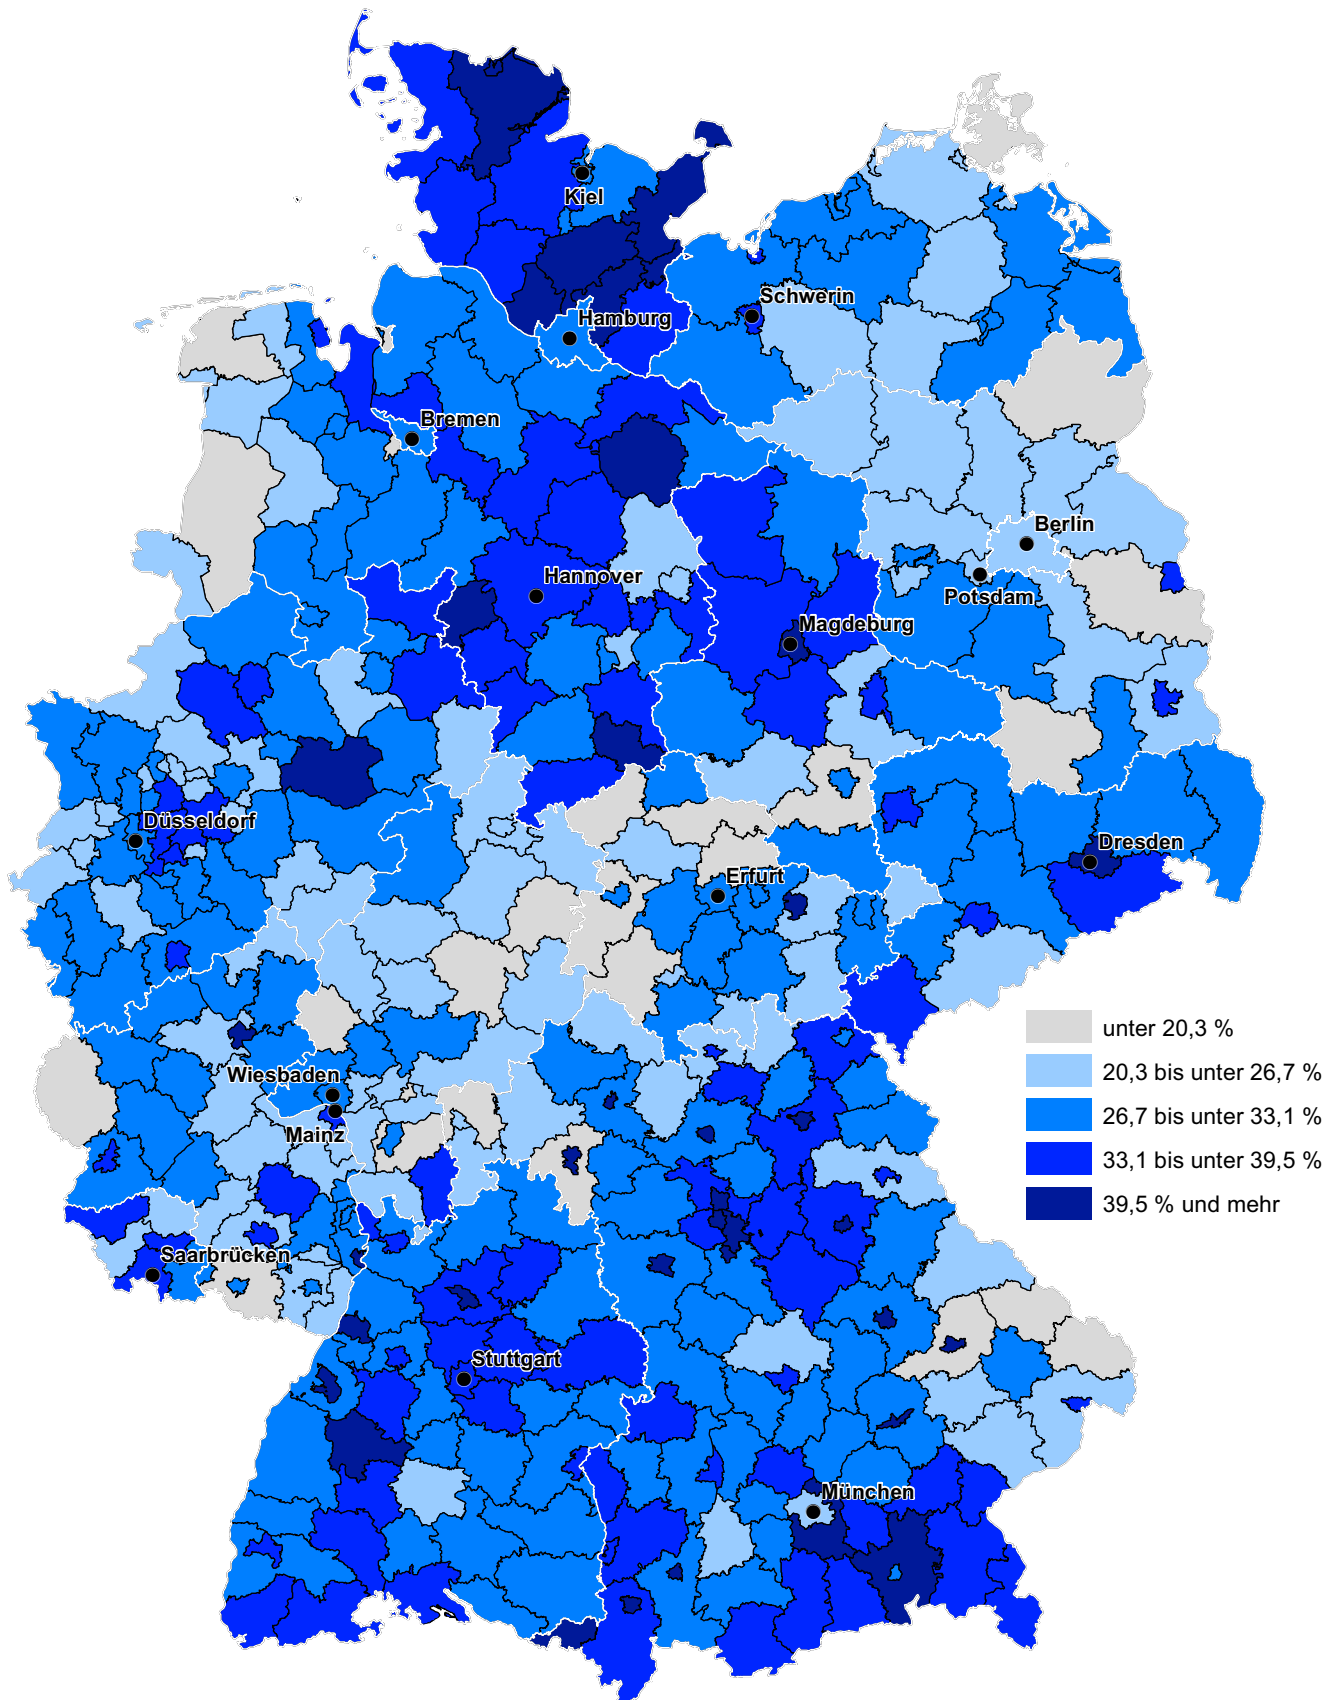 Kiel
Schwerin
Hamburg
Bremen
Berlin
Hannover
Potsdam
Magdeburg
Düsseldorf
Dresden
Erfurt
unter 20,3 %
20,3 bis unter 26,7 %
Wiesbaden
26,7 bis unter 33,1 %
Mainz
33,1 bis unter 39,5 %
39,5 % und mehr
Saarbrücken
Stuttgart
München